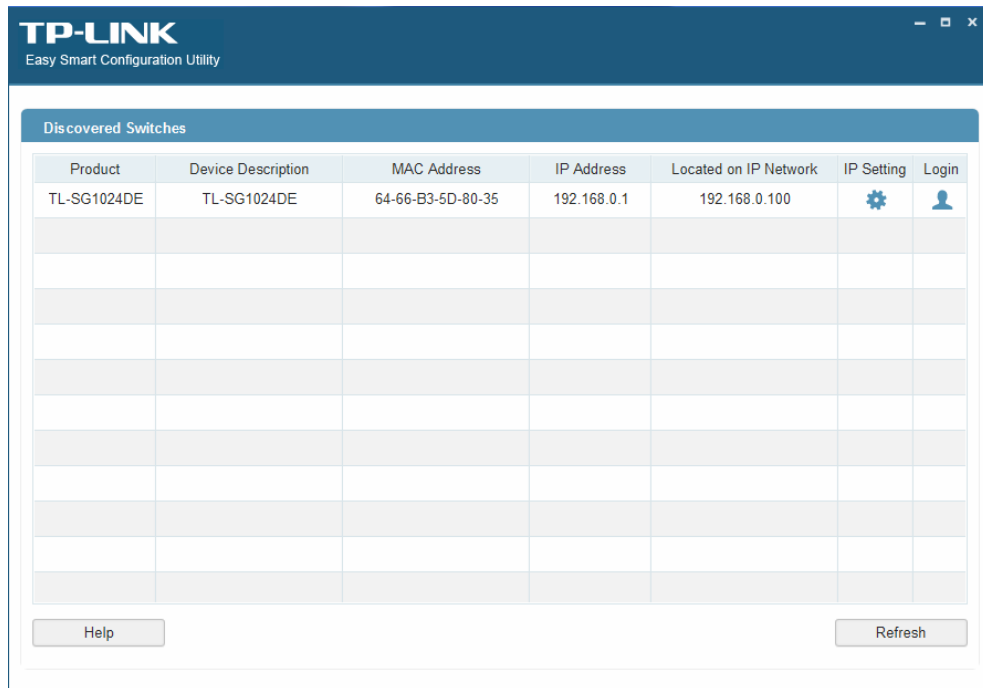 TP-LINK
Easy Smart Configuration Utility
Discovered Switches
Product Device Description MAC Address IP Address Located on IP Network IP Setting Login
TL-SG1024DE TL-SG1024DE 64-66-B3-5D-80-35 192.168.0.1 192.168.0.100
Help Refresh